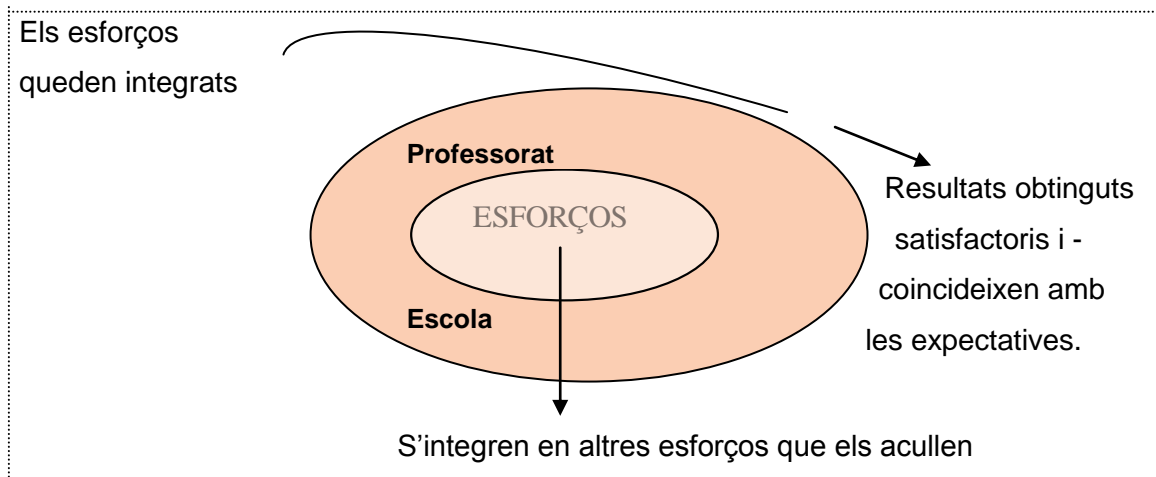 Els esforços
queden integrats
Professorat
ESFORÇOS
Escola
Resultats obtinguts
satisfactoris i -
coincideixen amb
les expectatives.
S’integren en altres esforços que els acullen